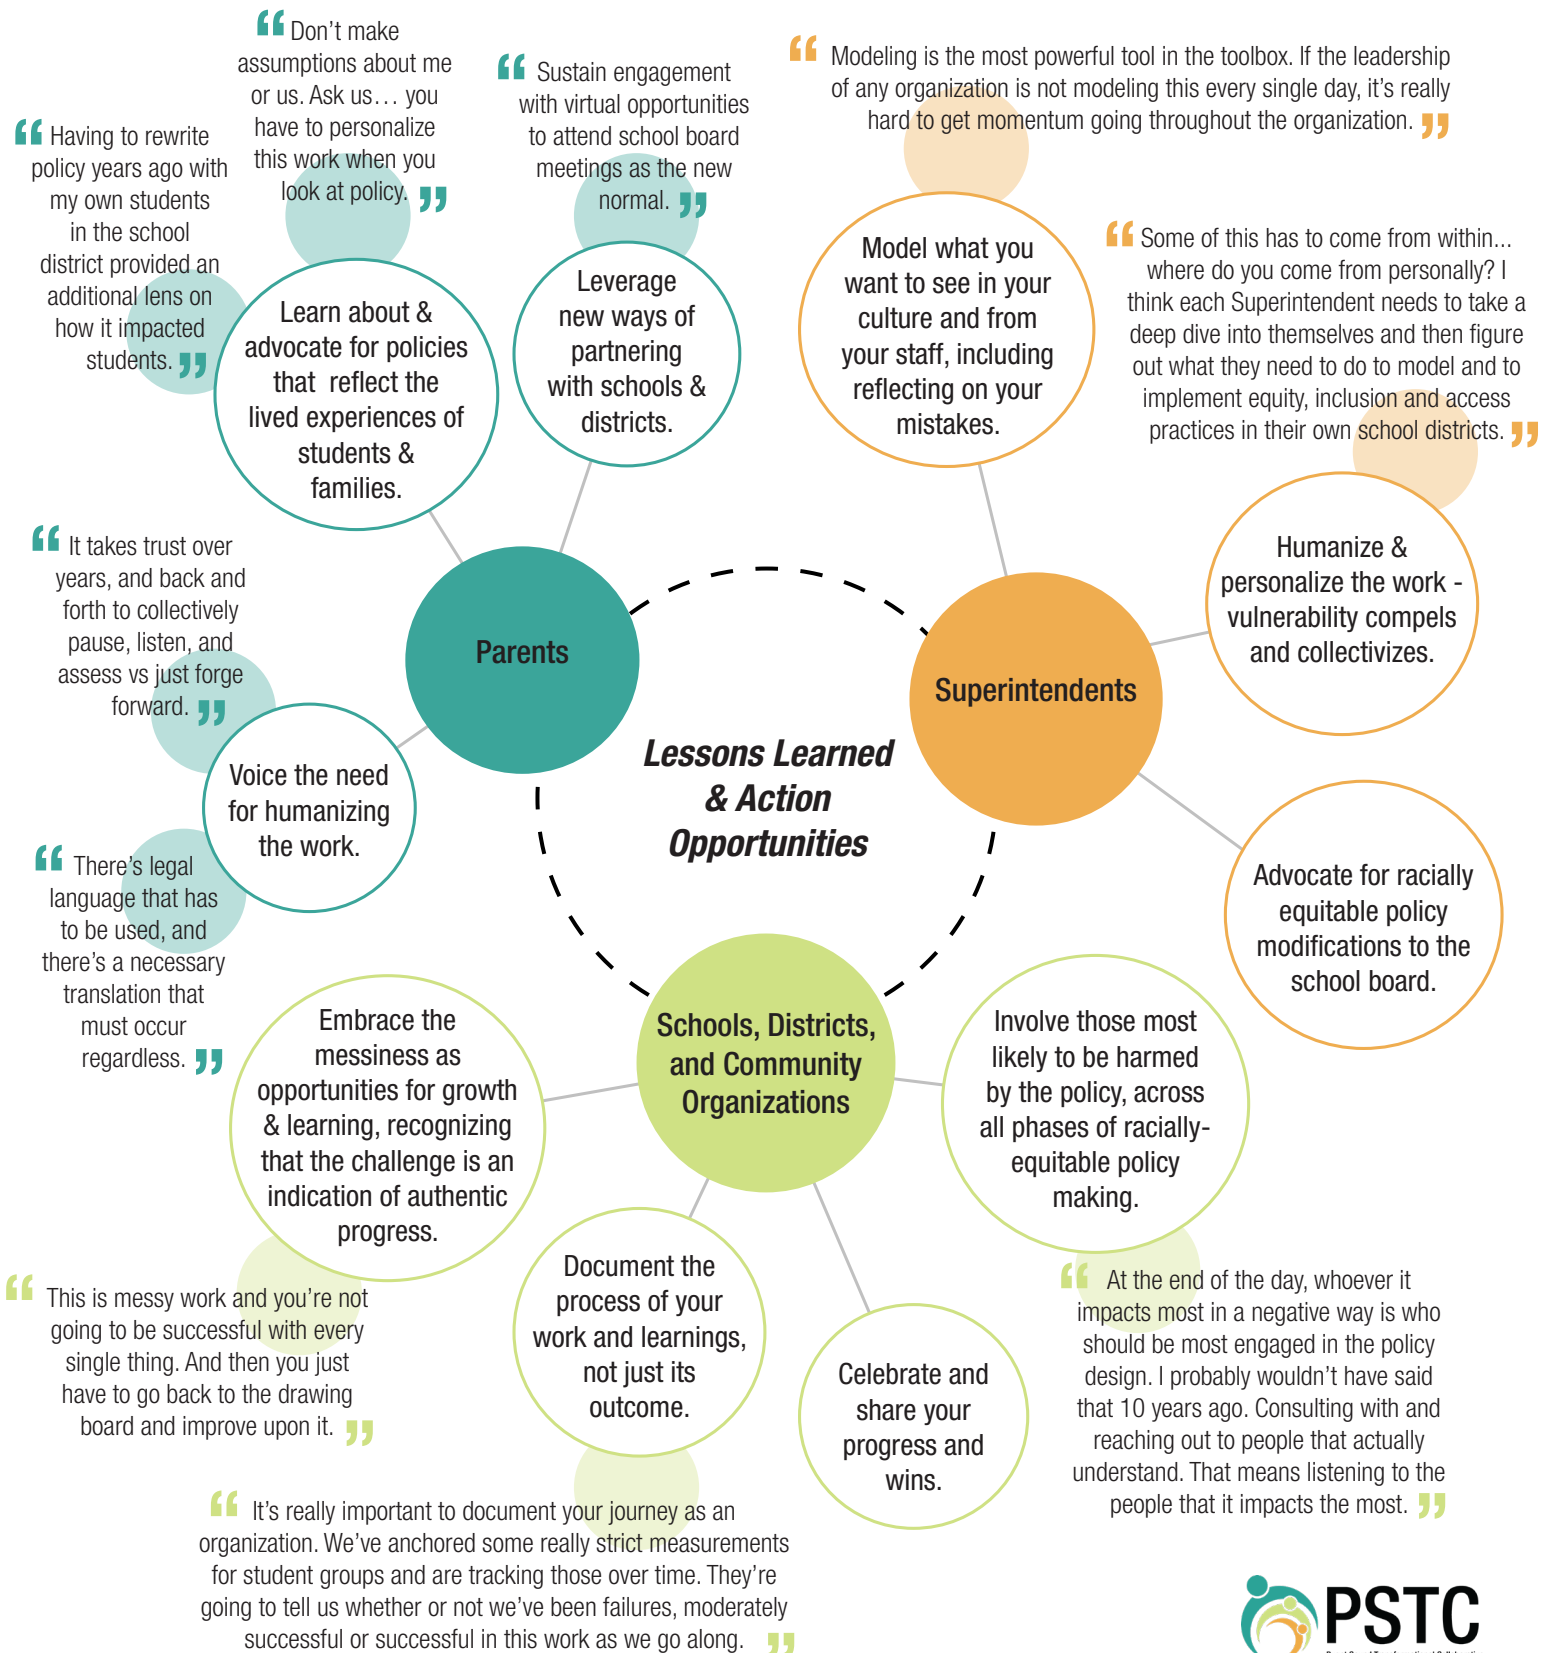 “ Don’t make
assumptions about me
or us. Ask us… you
have to personalize
this work when you
look at policy. ”
“ Sustain engagement
with virtual opportunities
to attend school board
meetings as the new
normal. ”
“ Modeling is the most powerful tool in the toolbox. If the leadership
of any organization is not modeling this every single day, it’s really
hard to get momentum going throughout the organization. ”
“ Having to rewrite
policy years ago with
my own students
in the school
district provided an
additional lens on
how it impacted
students. ”
“ Some of this has to come from within...
where do you come from personally? I
think each Superintendent needs to take a
deep dive into themselves and then figure
out what they need to do to model and to
implement equity, inclusion and access
practices in their own school districts. ”
Learn about &
advocate for policies
that reflect the
lived experiences of
students &
families.
Leverage
new ways of
partnering
with schools &
districts.
Model what you
want to see in your
culture and from
your staff, including
reflecting on your
mistakes.
Humanize &
personalize the work -
vulnerability compels
and collectivizes.
“ It takes trust over
years, and back and
forth to collectively
pause, listen, and
assess vs just forge
forward. ”
Parents
Superintendents
Lessons Learned
& Action
Opportunities
Voice the need
for humanizing
the work.
“ There’s legal
language that has
to be used, and
there’s a necessary
translation that
must occur
regardless. ”
Advocate for racially
equitable policy
modifications to the
school board.
Schools, Districts,
and Community
Organizations
Embrace the
messiness as
opportunities for growth
& learning, recognizing
that the challenge is an
indication of authentic
progress.
Involve those most
likely to be harmed
by the policy, across
all phases of racially-
equitable policy
making.
Document the
process of your
work and learnings,
not just its
outcome.
Celebrate and
share your
progress and
wins.
“ This is messy work and you’re not
going to be successful with every
single thing. And then you just
have to go back to the drawing
board and improve upon it. ”
“ At the end of the day, whoever it
impacts most in a negative way is who
should be most engaged in the policy
design. I probably wouldn’t have said
that 10 years ago. Consulting with and
reaching out to people that actually
understand. That means listening to the
people that it impacts the most. ”
“ It’s really important to document your journey as an
organization. We’ve anchored some really strict measurements
for student groups and are tracking those over time. They’re
going to tell us whether or not we’ve been failures, moderately
successful or successful in this work as we go along. ”
PSTC